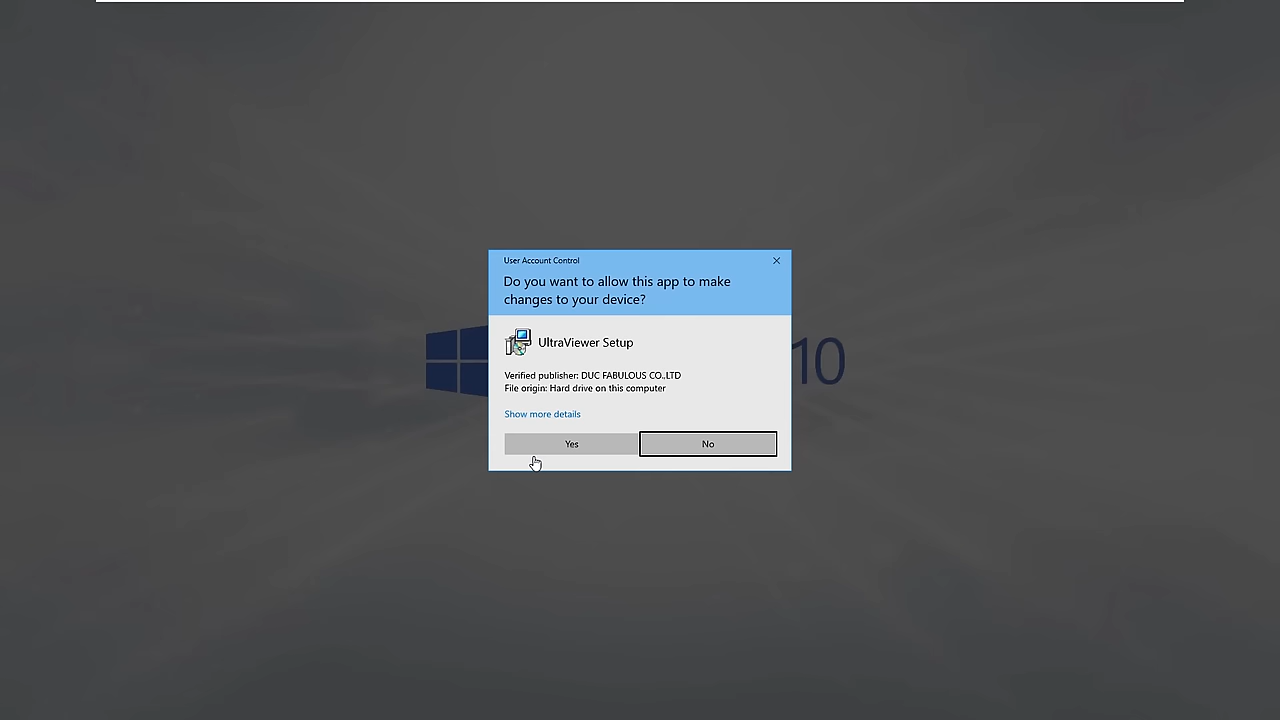 User Account Control
Do you want to allow this app to make
changes to your device?
UltraViewer Setup
Verified publisher: DUC FABULOUS CO.,LTD
File origin: Hard drive on this computer
Show more details
Yes
No
10